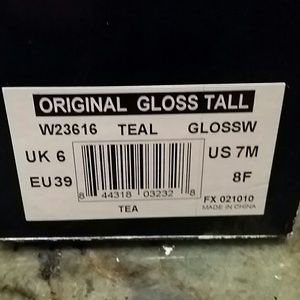 ORIGINAL GLOSS TALL
W23616 TEAL GLOSSW
UK 6 US 7M
EU39 8F
8 44318 03232 8
TEA FX 021010
MADE IN CHINA